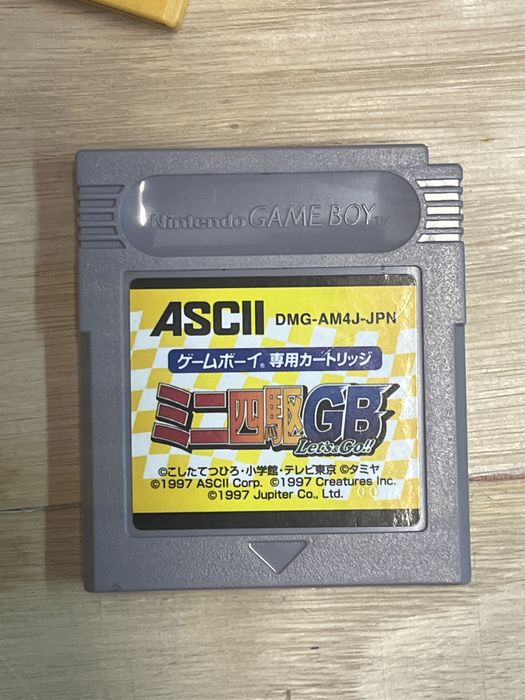 Nintendo GAME BOY TM
ASCII DMG-AM4J-JPN
ゲームボーイ® 専用カートリッジ
ミニ四駆GB
Let's a Go!!
©こしたてつひろ・小学館・テレビ東京 ©タミヤ
©1997 ASCII Corp. ©1997 Creatures Inc.
©1997 Jupiter Co., Ltd.